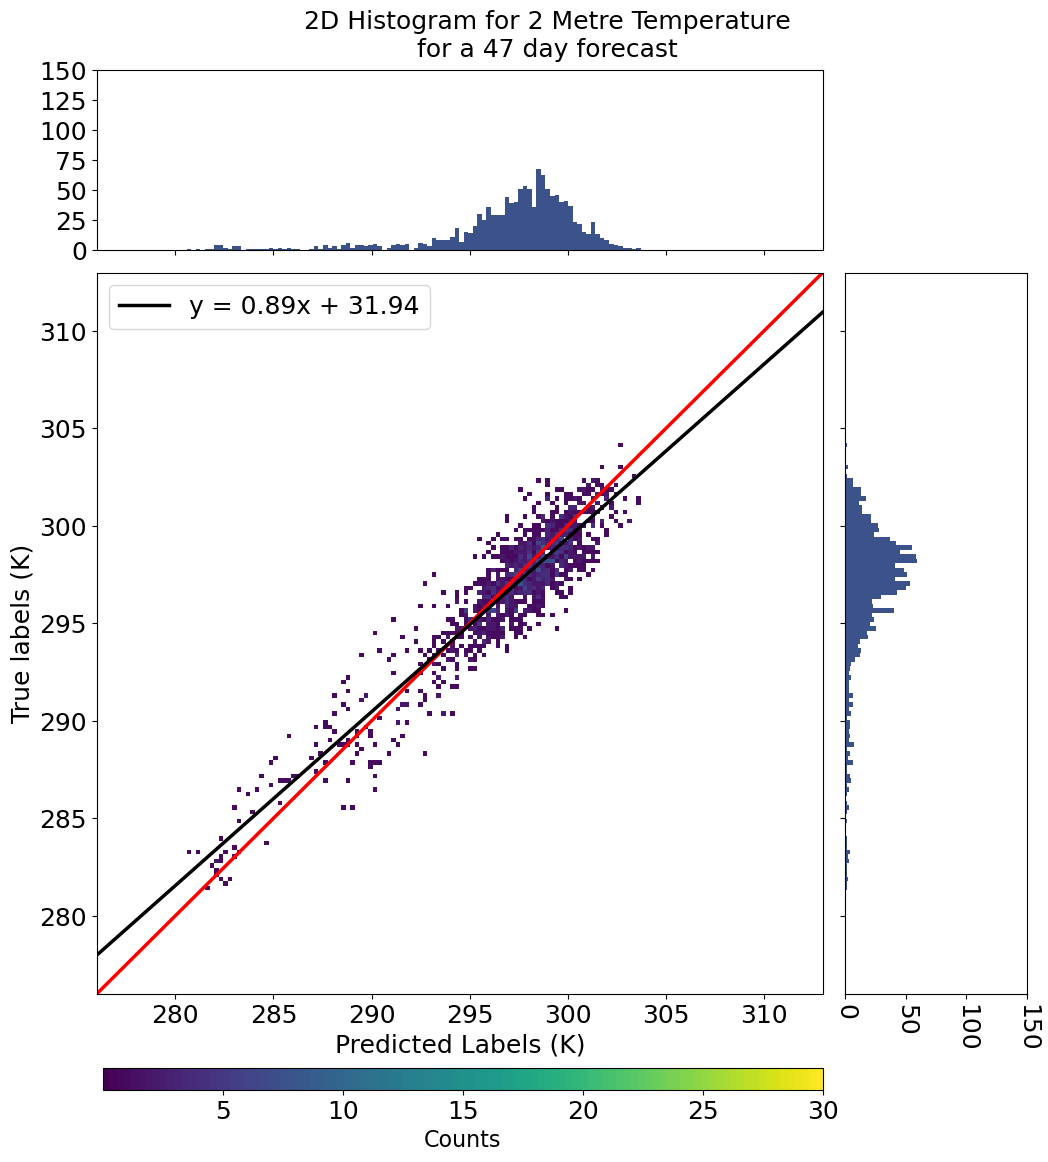 2D Histogram for 2 Metre Temperature
for a 47 day forecast
150
125
100
75
50
25
0
y = 0.89x + 31.94
310
305
300
295
290
285
280
True labels (K)
280 285 290 295 300 305 310
Predicted Labels (K)
0 50 100 150
5 10 15 20 25 30
Counts